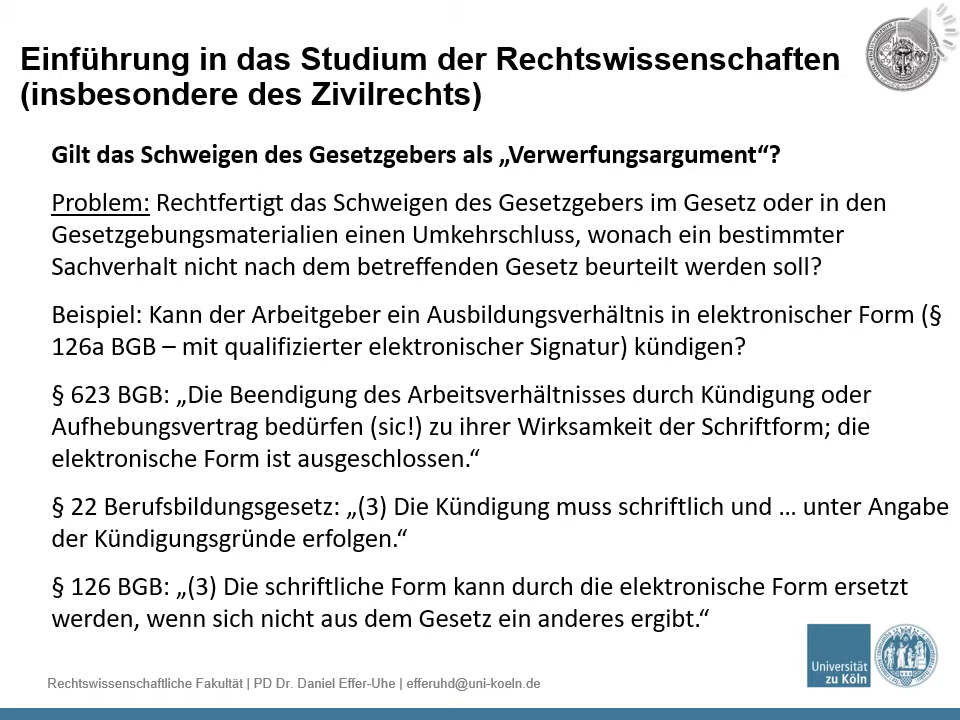 Einführung in das Studium der Rechtswissenschaften
(insbesondere des Zivilrechts)
Gilt das Schweigen des Gesetzgebers als „Verwerfungsargument“?
Problem: Rechtfertigt das Schweigen des Gesetzgebers im Gesetz oder in den
Gesetzgebungsmaterialien einen Umkehrschluss, wonach ein bestimmter
Sachverhalt nicht nach dem betreffenden Gesetz beurteilt werden soll?
Beispiel: Kann der Arbeitgeber ein Ausbildungsverhältnis in elektronischer Form (§
126a BGB – mit qualifizierter elektronischer Signatur) kündigen?
§ 623 BGB: „Die Beendigung des Arbeitsverhältnisses durch Kündigung oder
Aufhebungsvertrag bedürfen (sic!) zu ihrer Wirksamkeit der Schriftform; die
elektronische Form ist ausgeschlossen.“
§ 22 Berufsbildungsgesetz: „(3) Die Kündigung muss schriftlich und … unter Angabe
der Kündigungsgründe erfolgen.“
§ 126 BGB: „(3) Die schriftliche Form kann durch die elektronische Form ersetzt
werden, wenn sich nicht aus dem Gesetz ein anderes ergibt.“
Universität
zu Köln
Rechtswissenschaftliche Fakultät | PD Dr. Daniel Effer-Uhe | efferuhd@uni-koeln.de